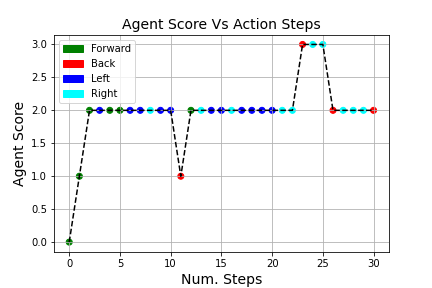 Agent Score Vs Action Steps
Forward
Back
Left
Right
Agent Score
3.0
2.5
2.0
1.5
1.0
0.5
0.0
0 5 10 15 20 25 30
Num. Steps